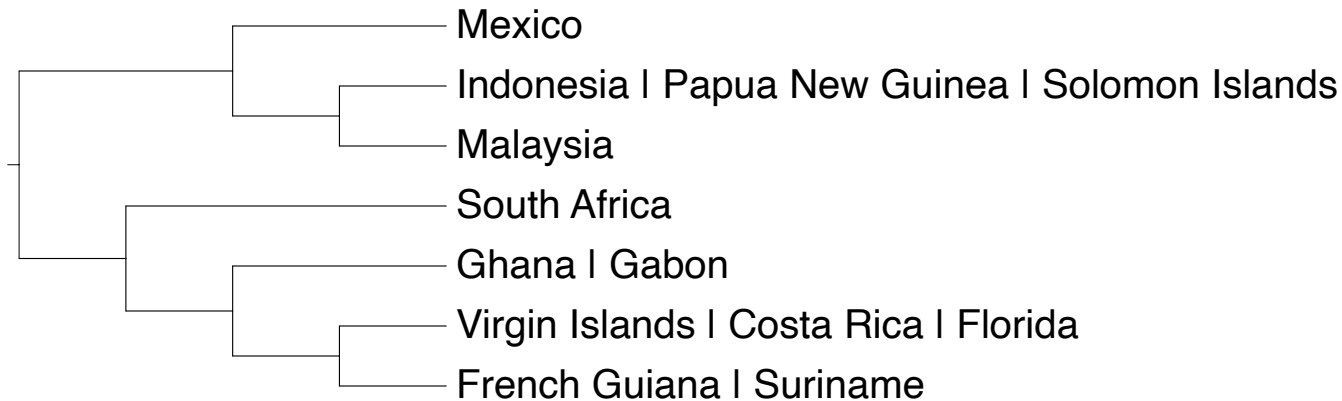 Mexico
Indonesia | Papua New Guinea | Solomon Islands
Malaysia
South Africa
Ghana | Gabon
Virgin Islands | Costa Rica | Florida
French Guiana | Suriname